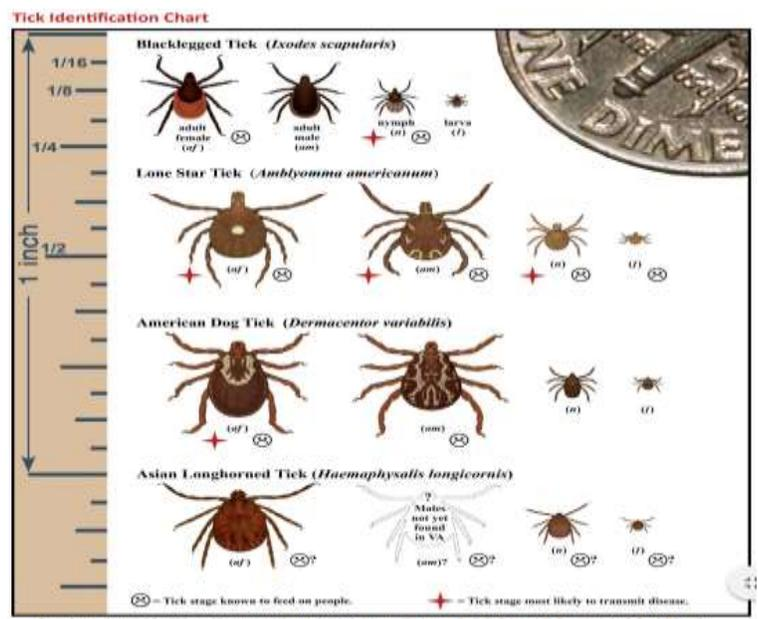 Tick Identification Chart
Blacklegged Tick (Ixodes scapularis)
1/16
1/8
1/4
1/2
1 inch
adult
female
(af)
adult
male
(am)
nymph
(n)
larva
(l)
ONE DIME
Lone Star Tick (Amblyomma americanum)
(af)
(am)
(n)
(l)
American Dog Tick (Dermacentor variabilis)
(af)
(am)
(n)
(l)
Asian Longhorned Tick (Haemaphysalis longicornis)
?
Males
not yet
found
in VA
(af)
?
(am)?
?
(n)
?
(l)
?
= Tick stage known to feed on people.
= Tick stage most likely to transmit disease.